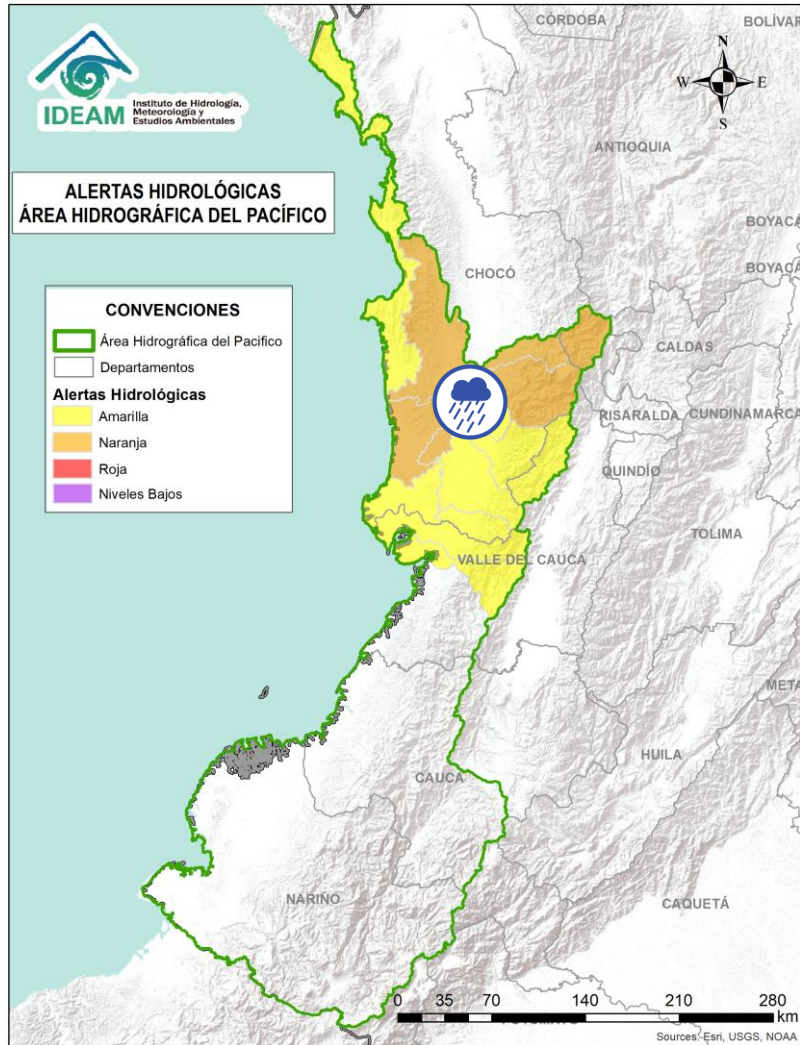 IDEAM
Instituto de Hidrología,
Meteorología y
Estudios Ambientales
ALERTAS HIDROLÓGICAS
ÁREA HIDROGRÁFICA DEL PACÍFICO
CONVENCIONES
Área Hidrográfica del Pacifico
Departamentos
Alertas Hidrológicas
Amarilla
Naranja
Roja
Niveles Bajos
N
W E
S
CÓRDOBA
BOLÍVAR
ANTIOQUIA
BOYACÁ
BOYACÁ
CHOCÓ
CALDAS
RISARALDA
CUNDINAMARCA
QUINDÍO
TOLIMA
VALLE DEL CAUCA
META
HUILA
CAUCA
NARIÑO
CAQUETÁ
0 35 70 140 210 280
km
Sources: Esri, USGS, NOAA